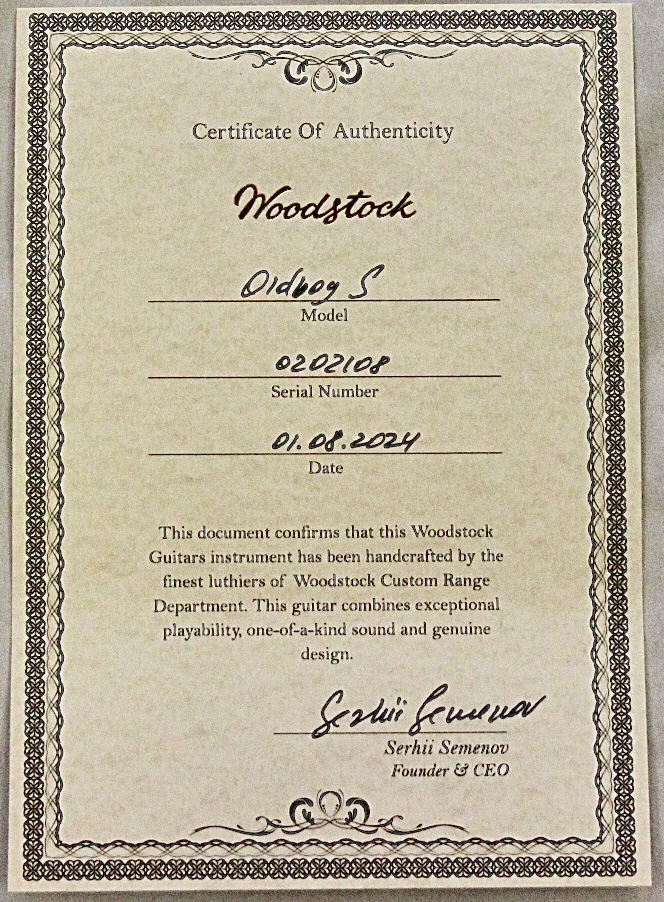 Certificate Of Authenticity
Woodstock
Oldboy S
Model
0202108
Serial Number
01.08.2024
Date
This document confirms that this Woodstock
Guitars instrument has been handcrafted by the
finest luthiers of Woodstock Custom Range
Department. This guitar combines exceptional
playability, one-of-a-kind sound and genuine
design.
Serhii Semenov
Serhii Semenov
Founder & CEO